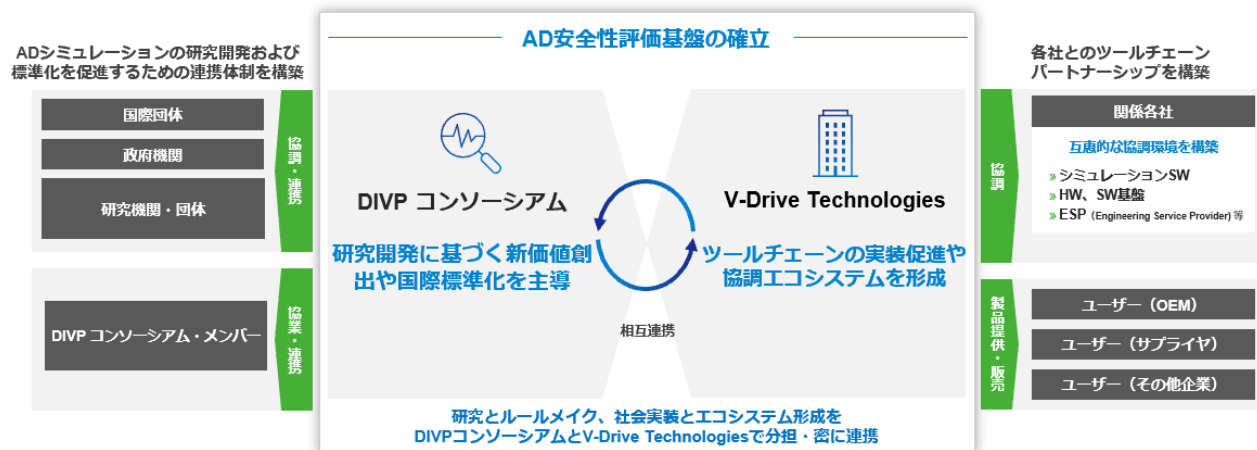 ADシミュレーションの研究開発および
標準化を促進するための連携体制を構築
国際団体
政府機関
研究機関・団体
協調・連携
DIVP コンソーシアム・メンバー
協業・連携
AD安全性評価基盤の確立
DIVP コンソーシアム
研究開発に基づく新価値創
出や国際標準化を主導
V-Drive Technologies
ツールチェーンの実装促進や
協調エコシステムを形成
相互連携
研究とルールメイク、社会実装とエコシステム形成を
DIVPコンソーシアムとV-Drive Technologiesで分担・密に連携
各社とのツールチェーン
パートナーシップを構築
協調
関係各社
互恵的な協調環境を構築
» シミュレーションSW
» HW、SW基盤
» ESP（Engineering Service Provider) 等
製品提供・販売
ユーザー（OEM）
ユーザー（サプライヤ）
ユーザー（その他企業）